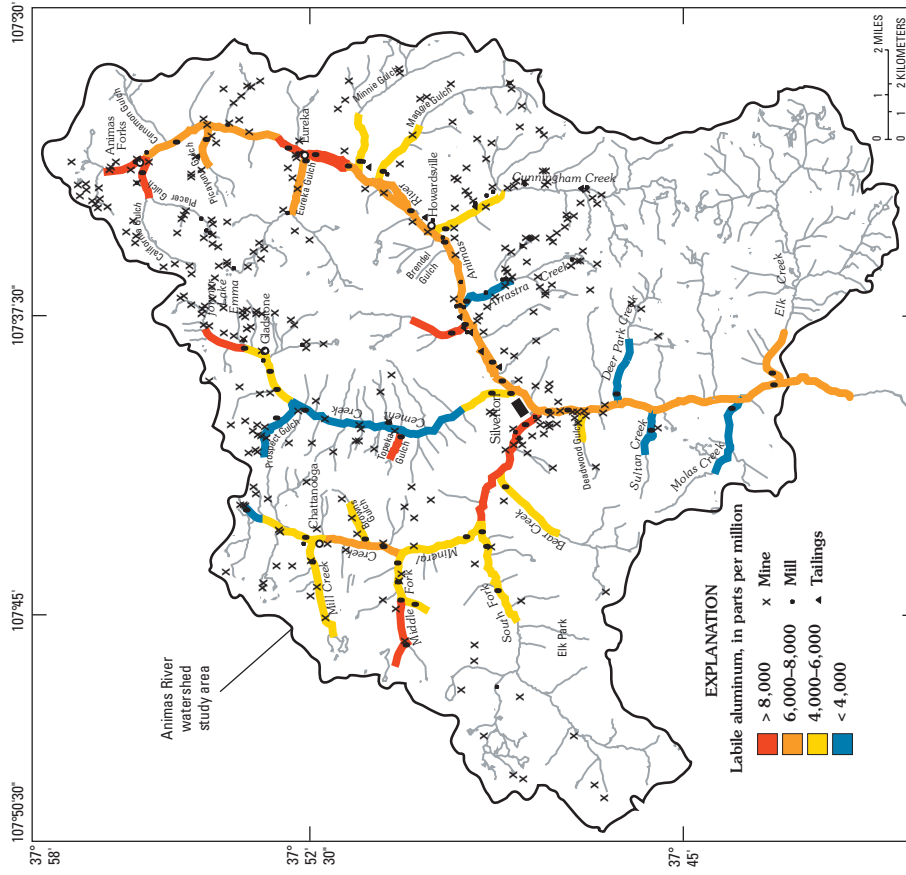 107°50'30"
107°45'
107°37'30"
107°30'
37°
58'
37°
52'
30"
37°
45'
Animas River
watershed
study area
Animas
Forks
Cinnamon Gulch
California Gulch
Placer Gulch
Picayune
Gulch
Eureka
Eureka Gulch
Minnie Gulch
Maggie Gulch
Animas
River
Howardsville
Cunningham Creek
Brendel
Gulch
Arrastra Creek
Lake
Emma
Gladstone
Prospect Gulch
Cement
Creek
Topeka
Gulch
Silverton
Chattanooga
Browns
Gulch
Mill Creek
Mineral
Creek
Middle Fork
South Fork
Elk Park
Bear Creek
Deadwood Gulch
Sultan Creek
Deer Park Creek
Molas Creek
Elk Creek
EXPLANATION
Labile aluminum, in parts per million
> 8,000
6,000–8,000
4,000–6,000
< 4,000
x Mine
Mill
Tailings
0 1 2 MILES
0 1 2 KILOMETERS